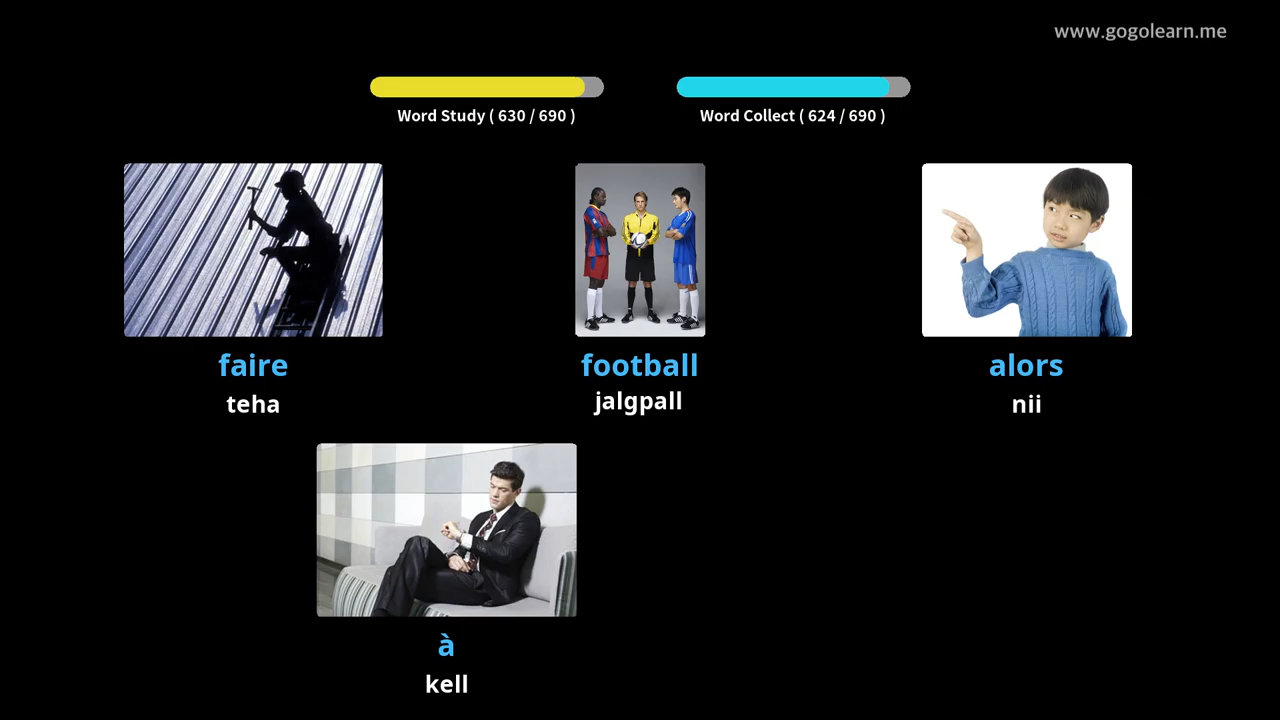 www.gogolearn.me
Word Study ( 630 / 690 )
Word Collect ( 624 / 690 )
faire
teha
football
jalgpall
alors
nii
à
kell